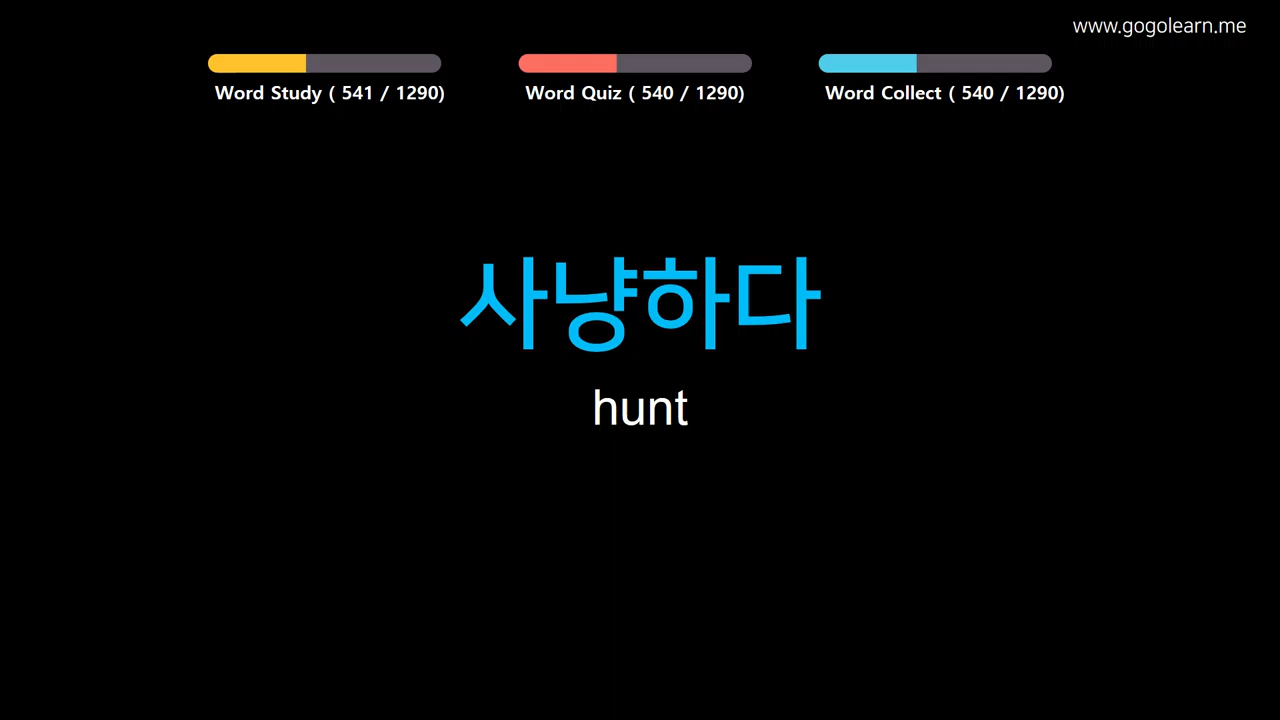 www.gogolearn.me
Word Study ( 541 / 1290)
Word Quiz ( 540 / 1290)
Word Collect ( 540 / 1290)
사냥하다
hunt